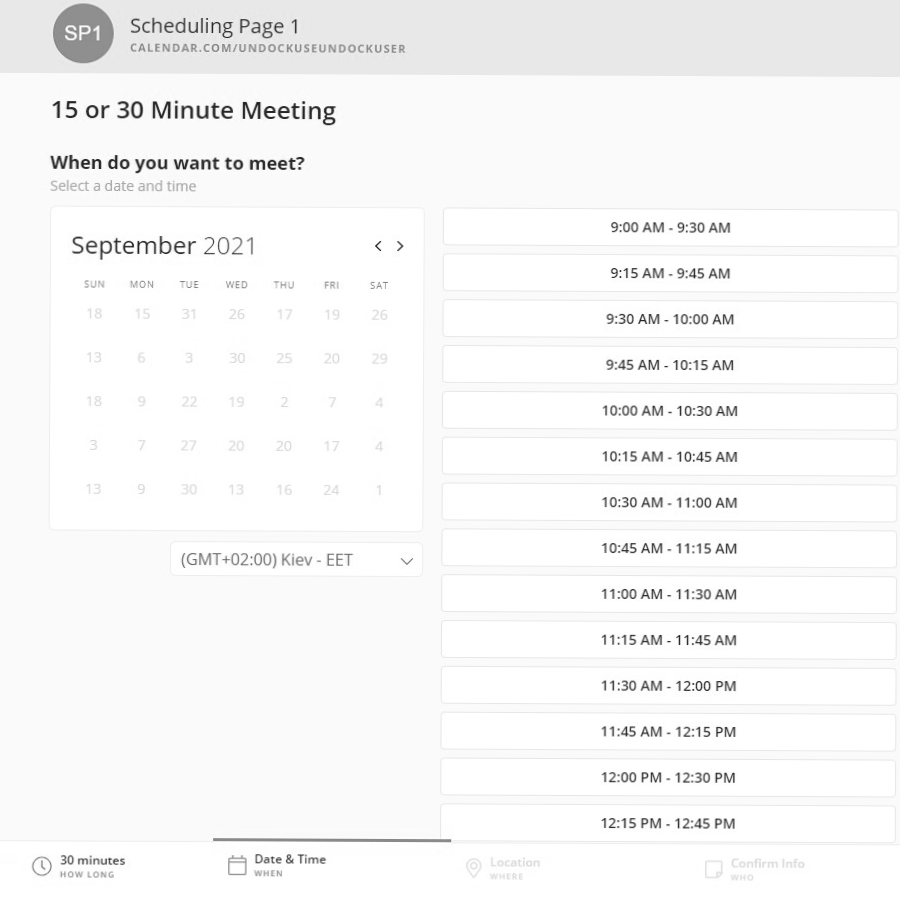 SP1
Scheduling Page 1
CALENDAR.COM/UNDOCKUSEUNDOCKUSER
15 or 30 Minute Meeting
When do you want to meet?
Select a date and time
September 2021
SUN MON TUE WED THU FRI SAT
18 15 31 26 17 19 26
13 6 3 30 25 20 29
18 9 22 19 2 7 4
3 7 27 20 20 17 4
13 9 30 13 16 24 1
(GMT+02:00) Kiev - EET
9:00 AM - 9:30 AM
9:15 AM - 9:45 AM
9:30 AM - 10:00 AM
9:45 AM - 10:15 AM
10:00 AM - 10:30 AM
10:15 AM - 10:45 AM
10:30 AM - 11:00 AM
10:45 AM - 11:15 AM
11:00 AM - 11:30 AM
11:15 AM - 11:45 AM
11:30 AM - 12:00 PM
11:45 AM - 12:15 PM
12:00 PM - 12:30 PM
12:15 PM - 12:45 PM
30 minutes
HOW LONG
Date & Time
WHEN
Location
WHERE
Confirm Info
WHO